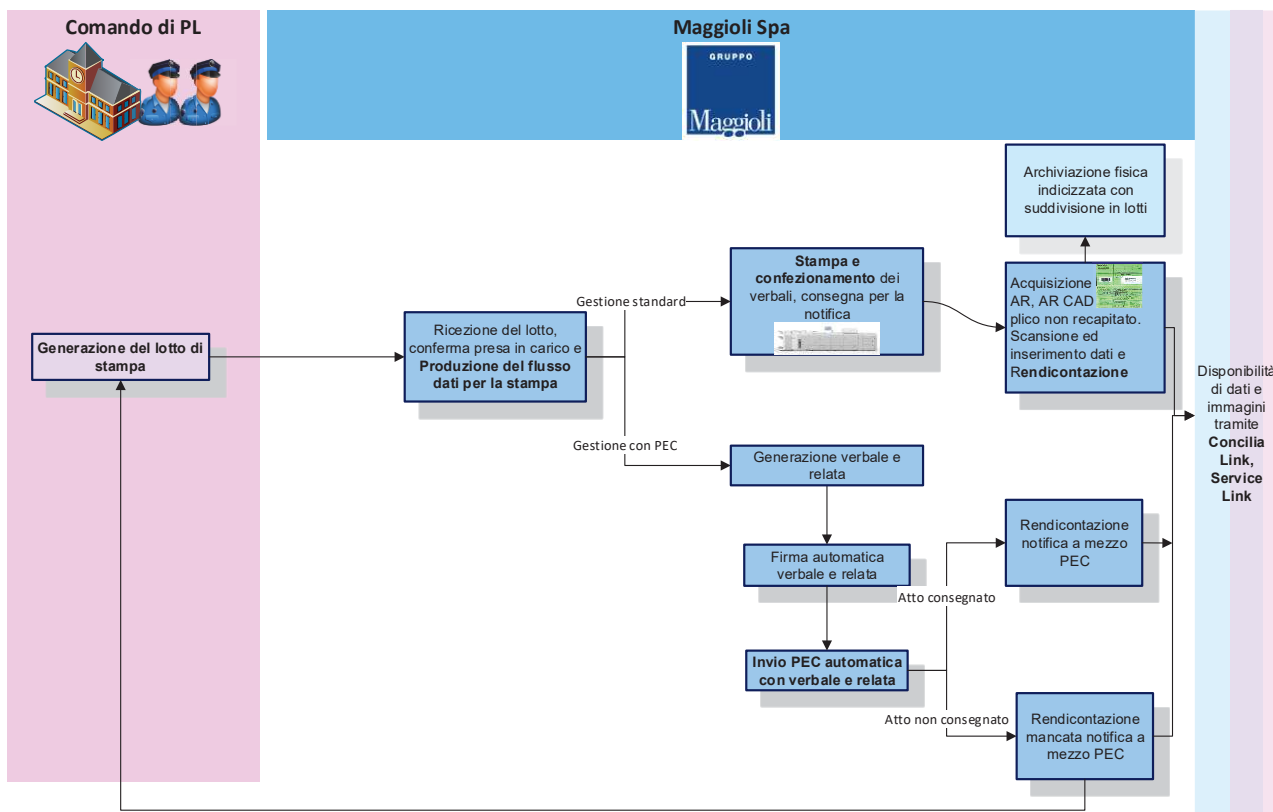 Comando di PL
Maggioli Spa
GRUPPO
Maggioli
Archiviazione fisica
indicizzata con
suddivisione in lotti
Stampa e
confezionamento dei
verbali, consegna per la
notifica
Acquisizione
AR, AR CAD
plico non recapitato.
Scansione ed
inserimento dati e
Rendicontazione
Gestione standard
Ricezione del lotto,
conferma presa in carico e
Produzione del flusso
dati per la stampa
Generazione del lotto di
stampa
Disponibilità
di dati e
immagini
tramite
Concilia
Link,
Service
Link
Gestione con PEC
Generazione verbale e
relata
Firma automatica
verbale e relata
Atto consegnato
Rendicontazione
notifica a mezzo
PEC
Invio PEC automatica
con verbale e relata
Atto non consegnato
Rendicontazione
mancata notifica a
mezzo PEC